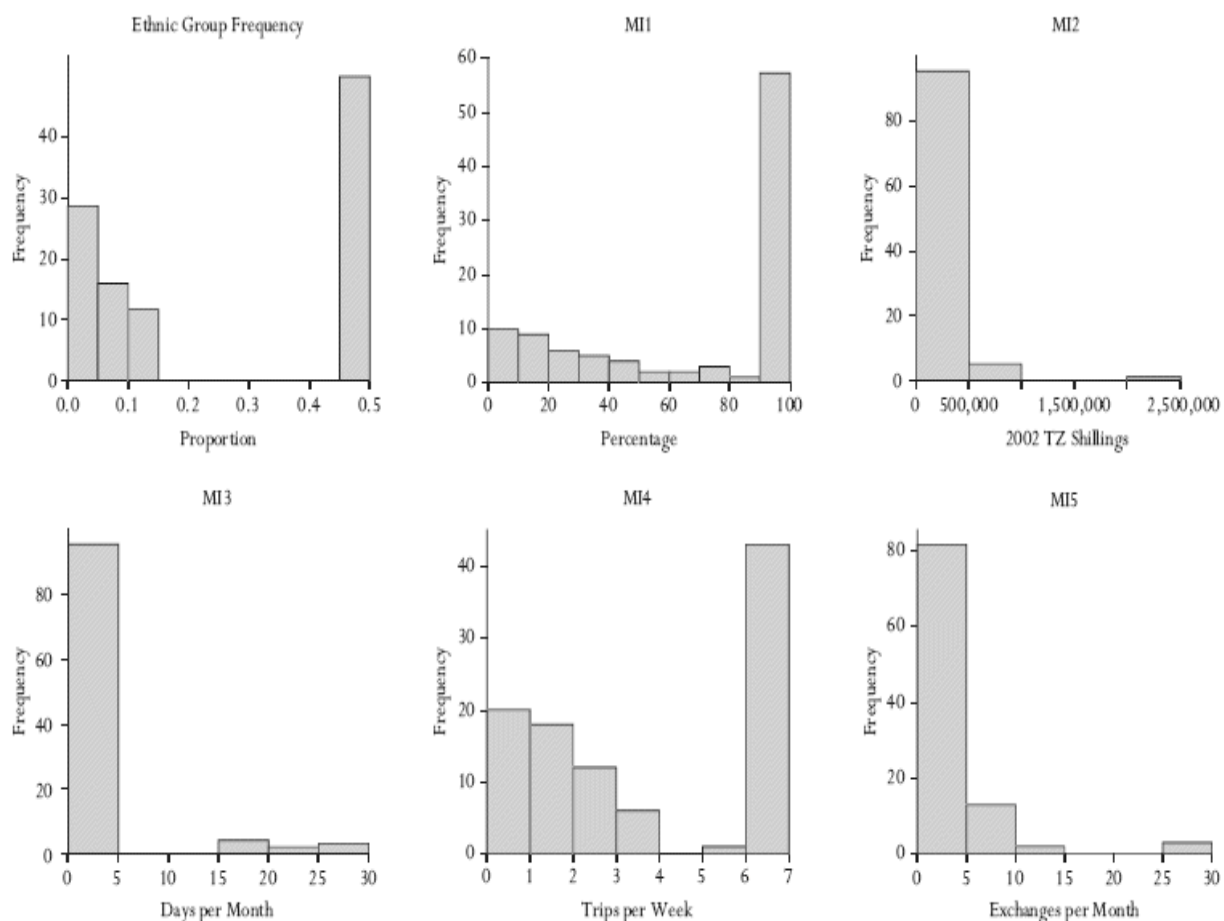 Ethnic Group Frequency
Frequency
40
30
20
10
0
0.0 0.1 0.2 0.3 0.4 0.5
Proportion
MI1
Frequency
60
50
40
30
20
10
0
0 20 40 60 80 100
Percentage
MI2
Frequency
80
60
40
20
0
0 500,000 1,500,000 2,500,000
2002 TZ Shillings
MI3
Frequency
80
60
40
20
0
0 5 10 15 20 25 30
Days per Month
MI4
Frequency
40
30
20
10
0
0 1 2 3 4 5 6 7
Trips per Week
MI5
Frequency
80
60
40
20
0
0 5 10 15 20 25 30
Exchanges per Month